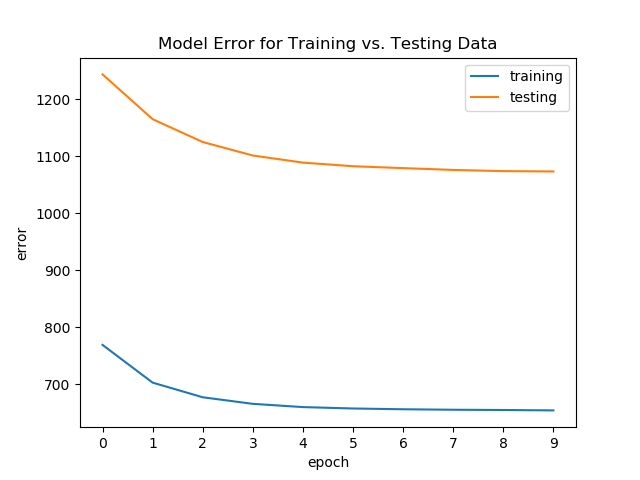 Model Error for Training vs. Testing Data
training
testing
1200
1100
1000
900
800
700
error
0 1 2 3 4 5 6 7 8 9
epoch